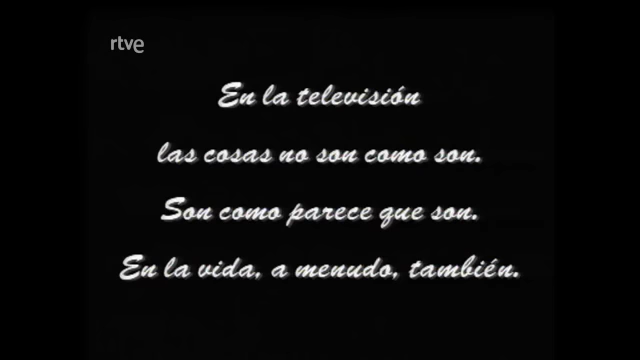 rtve
En la televisión
las cosas no son como son.
Son como parece que son.
En la vida, a menudo, también.